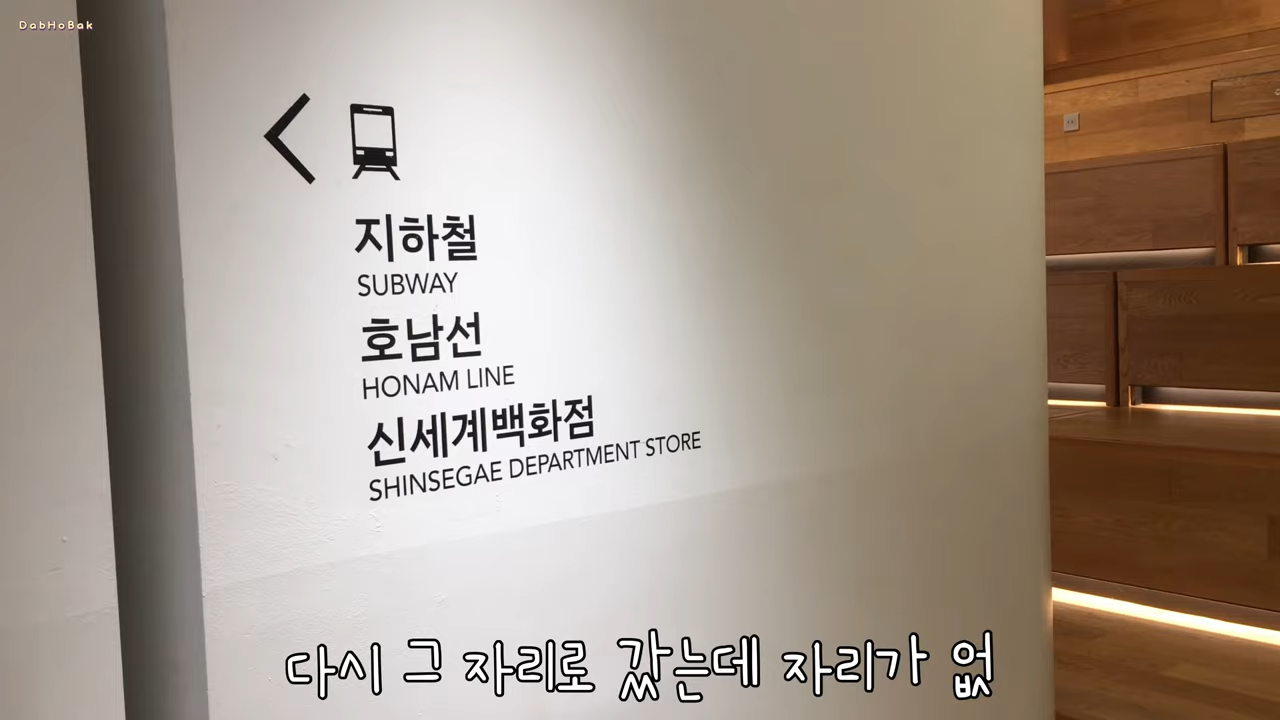 DabHoBak
지하철
SUBWAY
호남선
HONAM LINE
신세계백화점
SHINSEGAE DEPARTMENT STORE
다시 그 자리로 갔는데 자리가 없